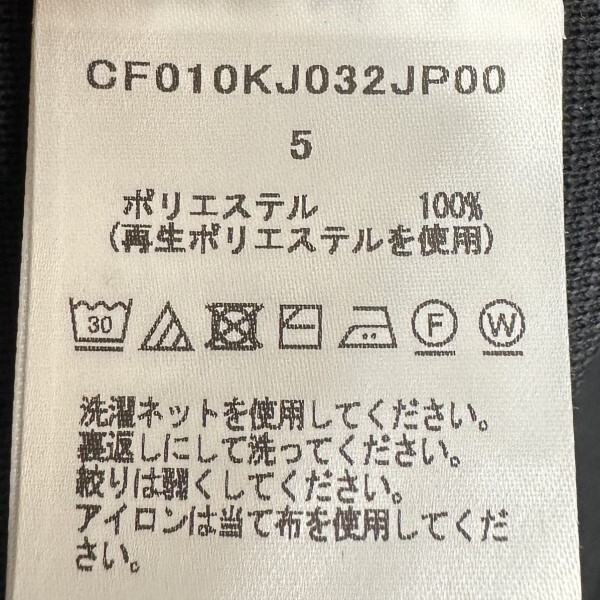 CF010KJ032JP00
5
ポリエステル 100%
(再生ポリエステルを使用)
30 F W
洗濯ネットを使用してください。
裏返しにして洗ってください。
絞りは弱くしてください。
アイロンは当て布を使用してくだ
さい。